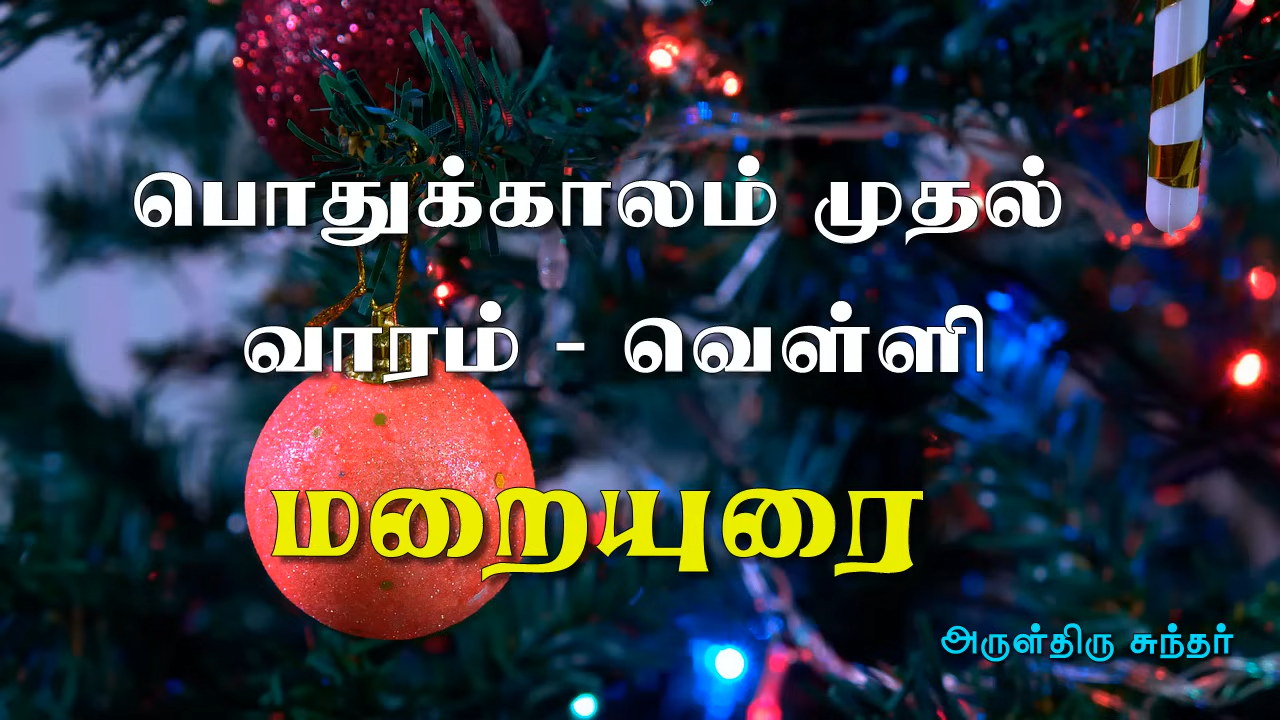 பொதுக்காலம் முதல்
வாரம் - வெள்ளி
மறையுரை
அருள்திரு சுந்தர்